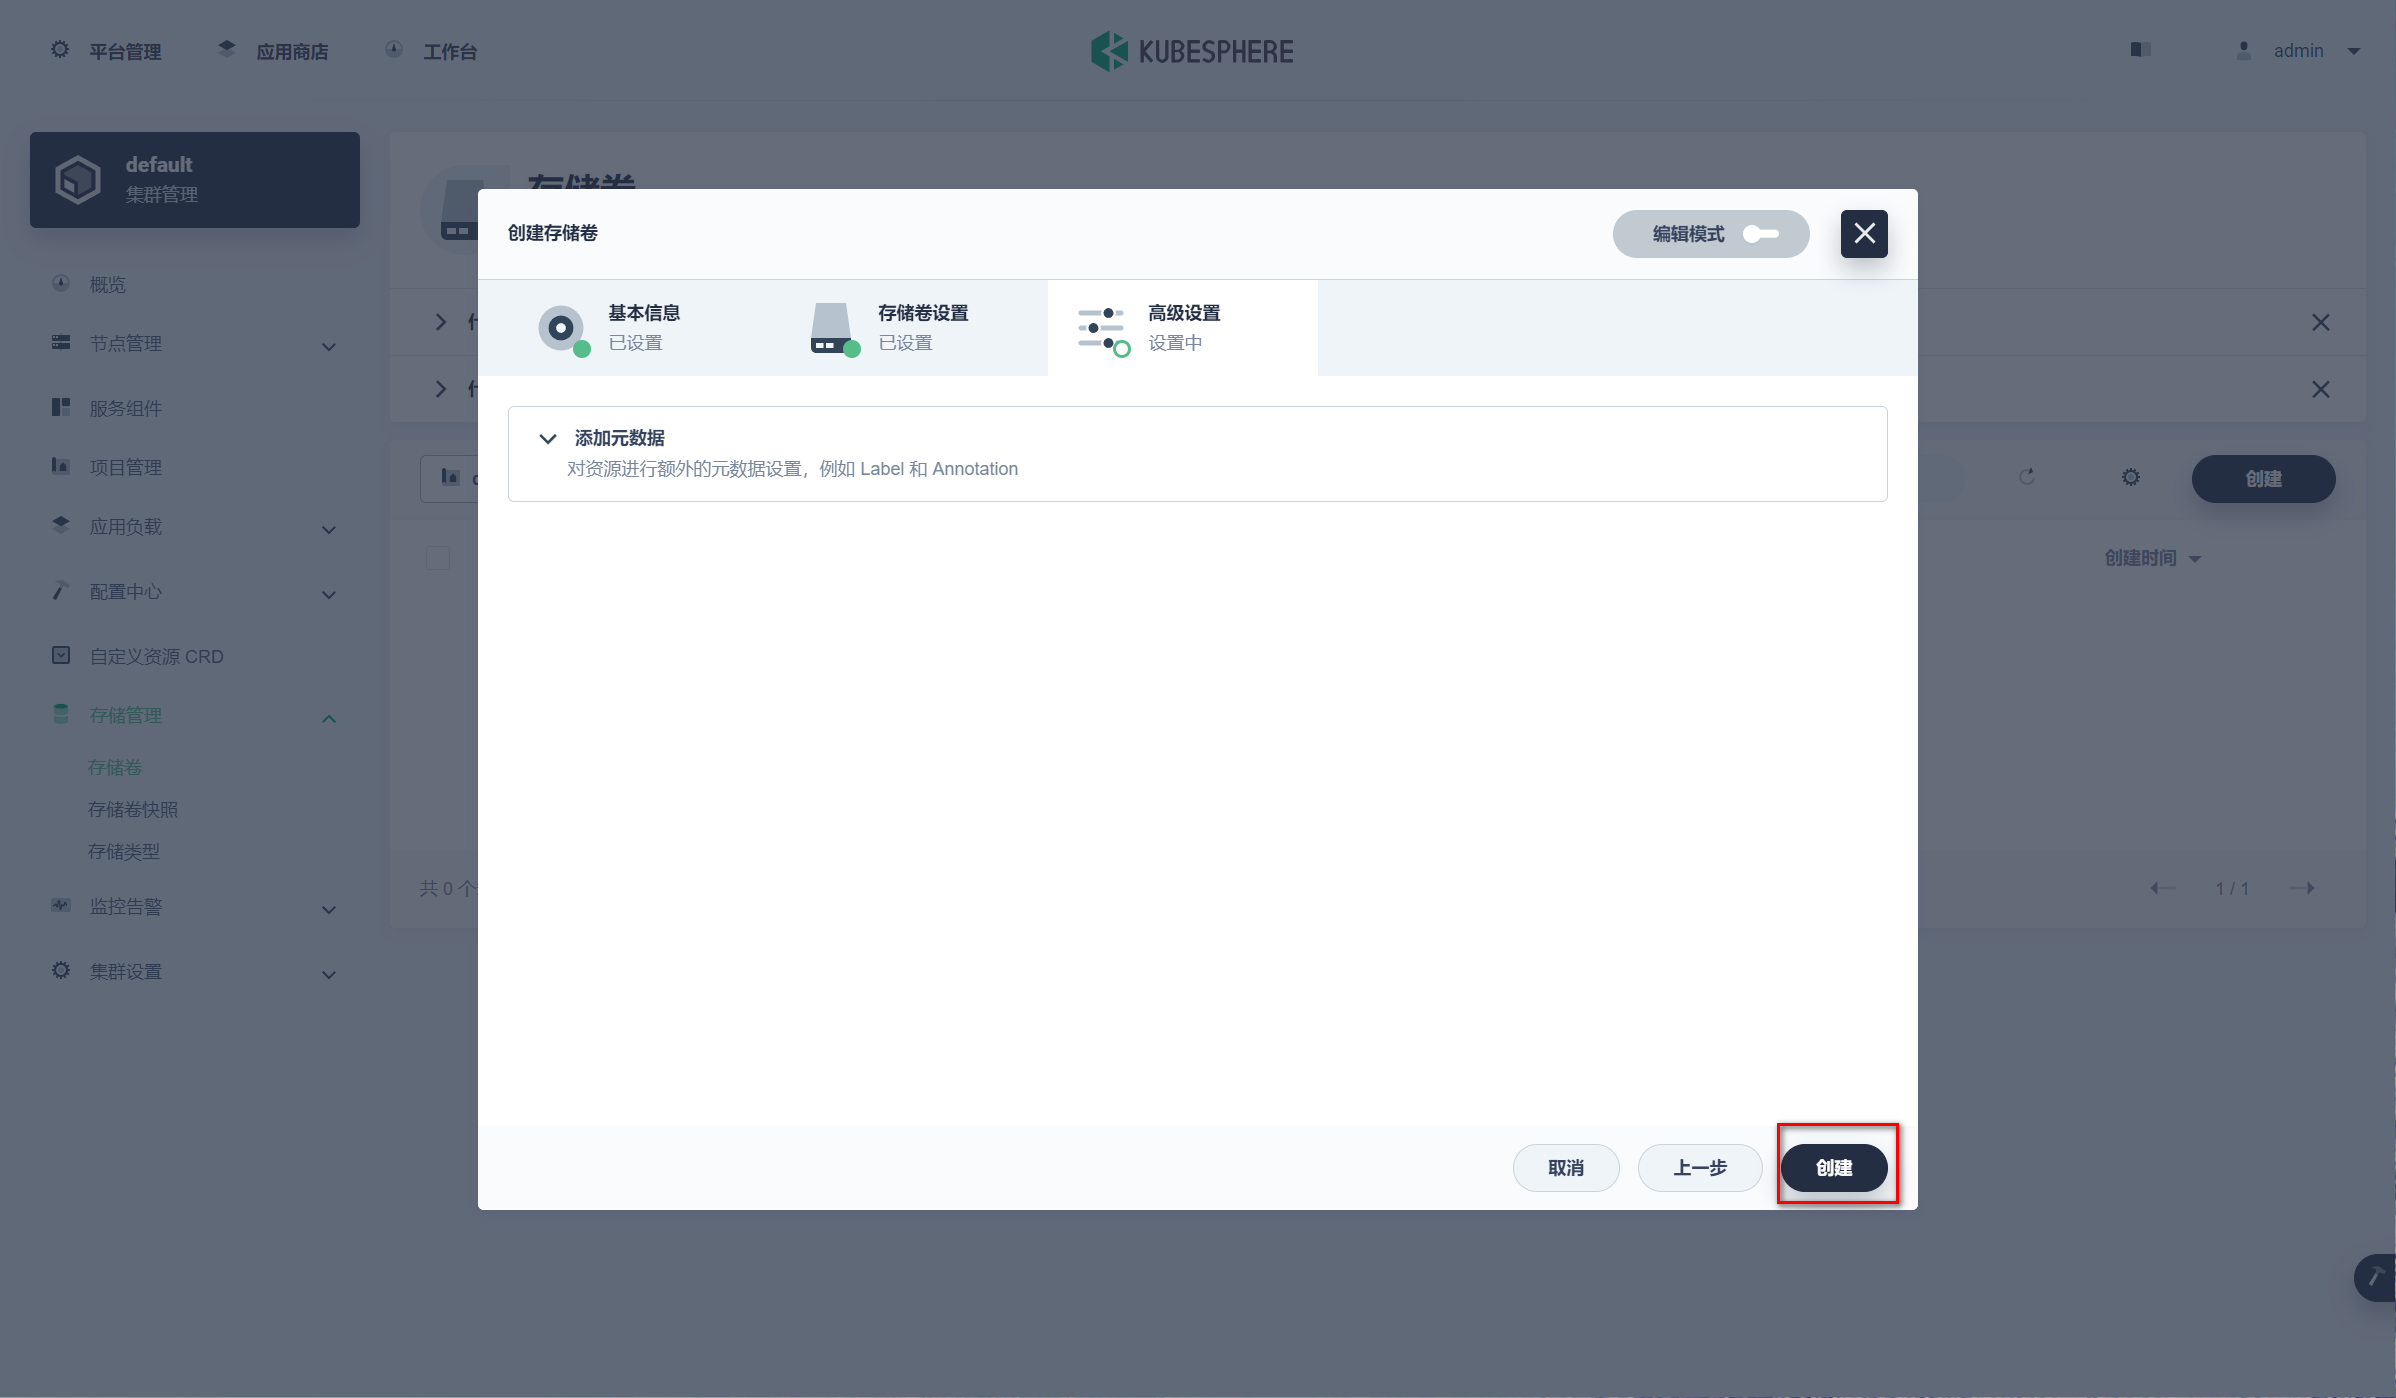 平台管理
应用商店
工作台
KUBESPHERE
admin
default
集群管理
概览
节点管理
服务组件
项目管理
应用负载
配置中心
自定义资源 CRD
存储管理
存储卷
存储卷快照
存储类型
监控告警
集群设置
存储卷
创建存储卷
编辑模式
基本信息
已设置
存储卷设置
已设置
高级设置
设置中
添加元数据
对资源进行额外的元数据设置，例如 Label 和 Annotation
创建
创建时间
共 0 个
1 / 1
取消
上一步
创建